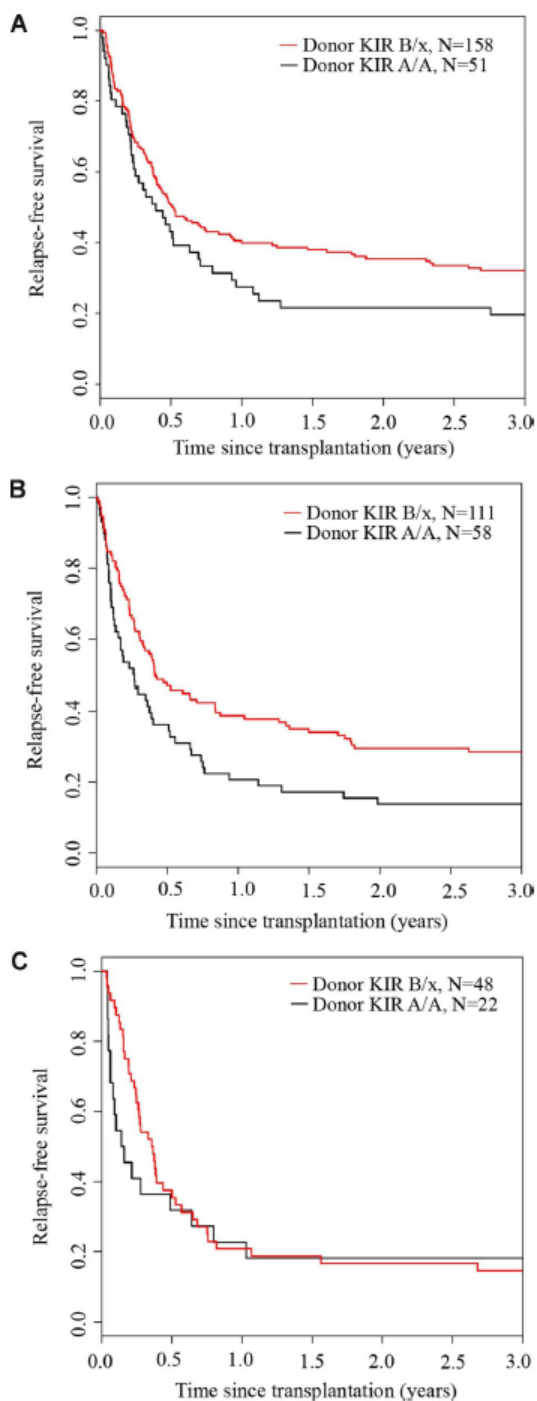 A
Donor KIR B/x, N=158
Donor KIR A/A, N=51
Relapse-free survival
1.0
0.8
0.6
0.4
0.2
0.0
0.0 0.5 1.0 1.5 2.0 2.5 3.0
Time since transplantation (years)
B
Donor KIR B/x, N=111
Donor KIR A/A, N=58
Relapse-free survival
1.0
0.8
0.6
0.4
0.2
0.0
0.0 0.5 1.0 1.5 2.0 2.5 3.0
Time since transplantation (years)
C
Donor KIR B/x, N=48
Donor KIR A/A, N=22
Relapse-free survival
1.0
0.8
0.6
0.4
0.2
0.0
0.0 0.5 1.0 1.5 2.0 2.5 3.0
Time since transplantation (years)